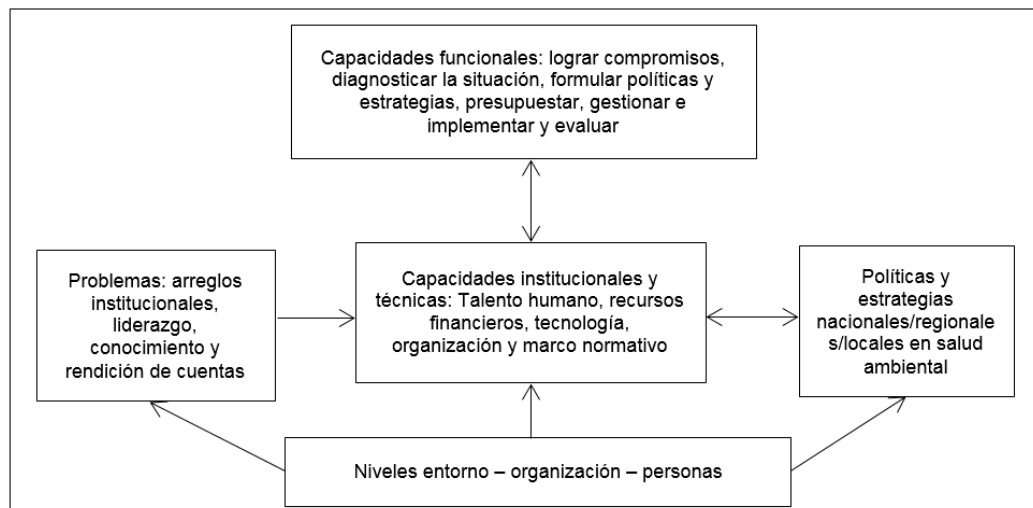 Capacidades funcionales: lograr compromisos,
diagnosticar la situación, formular políticas y
estrategias, presupuestar, gestionar e
implementar y evaluar
Problemas: arreglos
institucionales,
liderazgo,
conocimiento y
rendición de cuentas
Capacidades institucionales y
técnicas: Talento humano, recursos
financieros, tecnología,
organización y marco normativo
Políticas y
estrategias
nacionales/regionale
s/locales en salud
ambiental
Niveles entorno – organización – personas